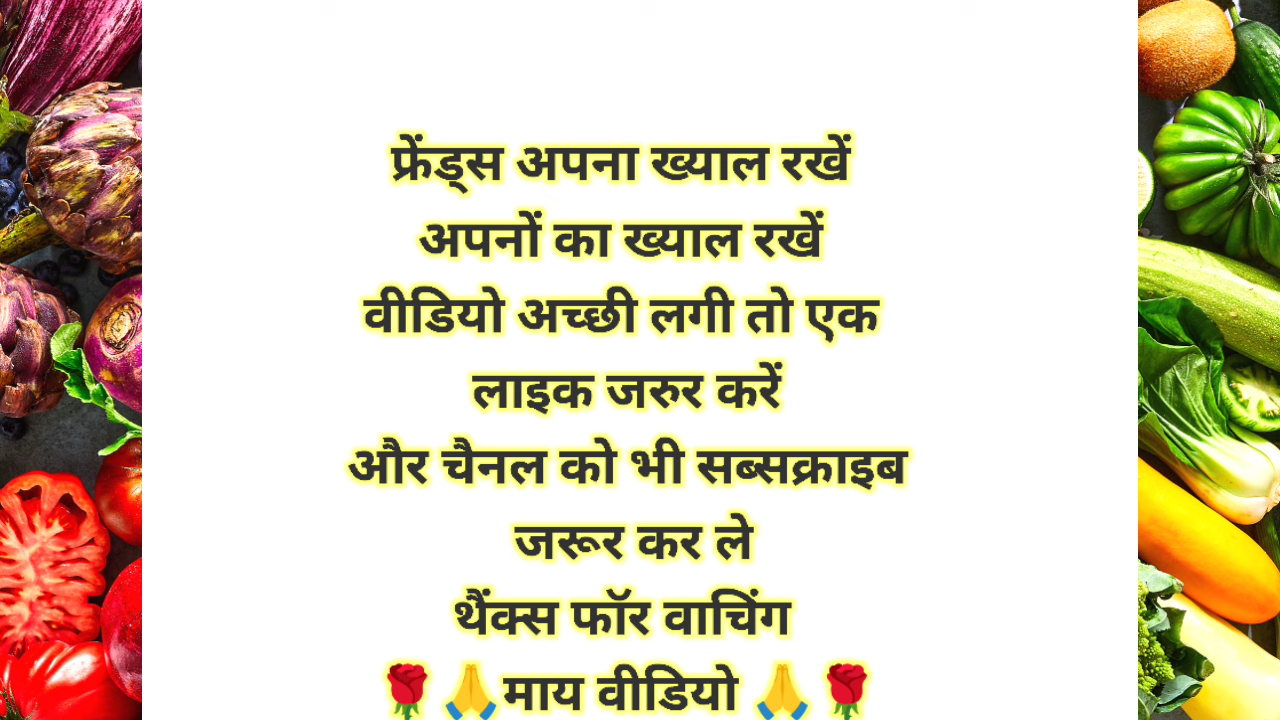 फ्रेंड्स अपना ख्याल रखें
अपनों का ख्याल रखें
वीडियो अच्छी लगी तो एक
लाइक जरुर करें
और चैनल को भी सब्सक्राइब
जरूर कर ले
थैंक्स फॉर वाचिंग
🌹🙏माय वीडियो 🙏🌹